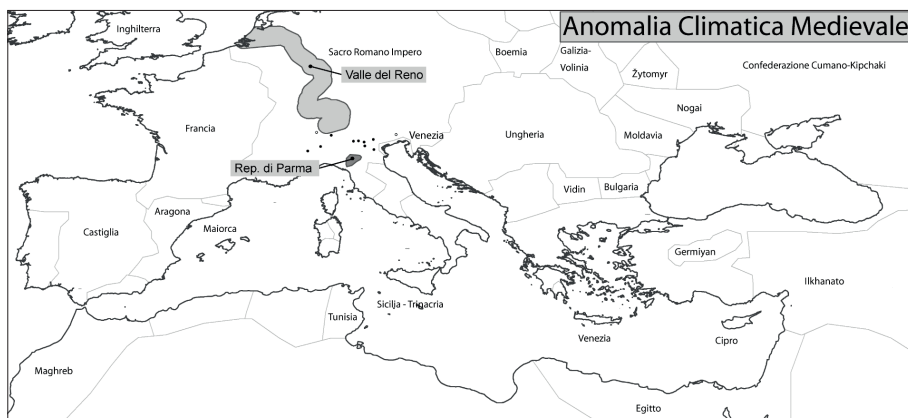 Anomalia Climatica Medievale
Inghilterra
Sacro Romano Impero
Boemia
Galizia-
Volinia
Žytomyr
Confederazione Cumano-Kipchaki
Valle del Reno
Nogai
Francia
Venezia
Ungheria
Moldavia
Rep. di Parma
Vidin
Bulgaria
Aragona
Castiglia
Maiorca
Germiyan
Ilkhanato
Sicilja - Trinacria
Tunisia
Venezia
Cipro
Maghreb
Egitto